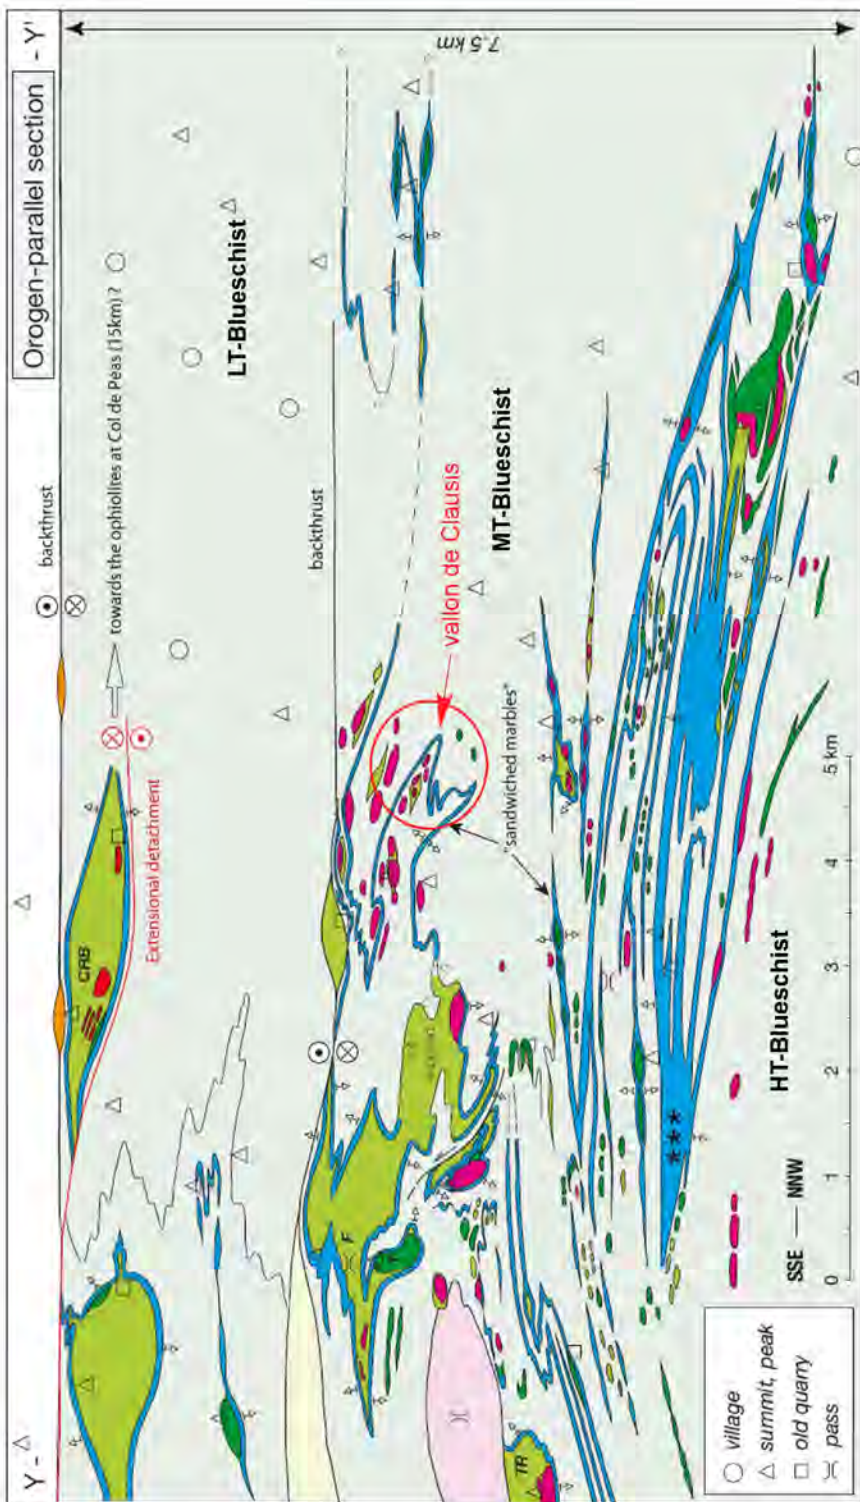 Y -
Orogen-parallel section
- Y'
7.5 km
backthrust
towards the ophiolites at Col de Péas (15km) ?
CRB
Extensional detachment
LT-Blueschist
backthrust
MT-Blueschist
Vallon de Clausis
"sandwiched marbles"
F
TR
HT-Blueschist
***
SSE — NNW
0 1 2 3 4 5 km
village
summit, peak
old quarry
pass